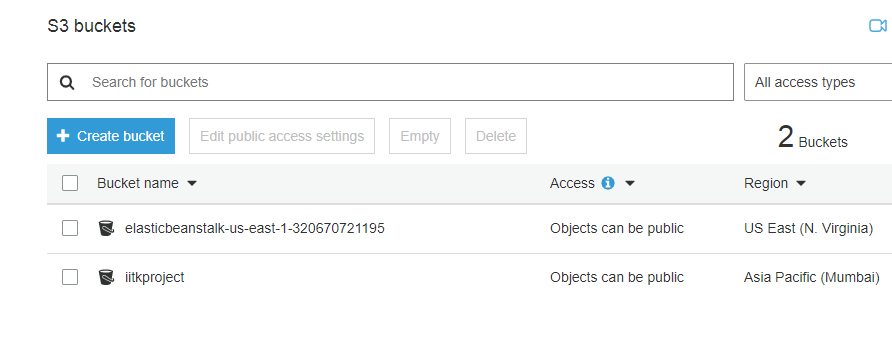 S3 buckets
Search for buckets
All access types
Create bucket
Edit public access settings
Empty
Delete
2 Buckets
Bucket name
Access
Region
elasticbeanstalk-us-east-1-320670721195
Objects can be public
US East (N. Virginia)
iitkproject
Objects can be public
Asia Pacific (Mumbai)